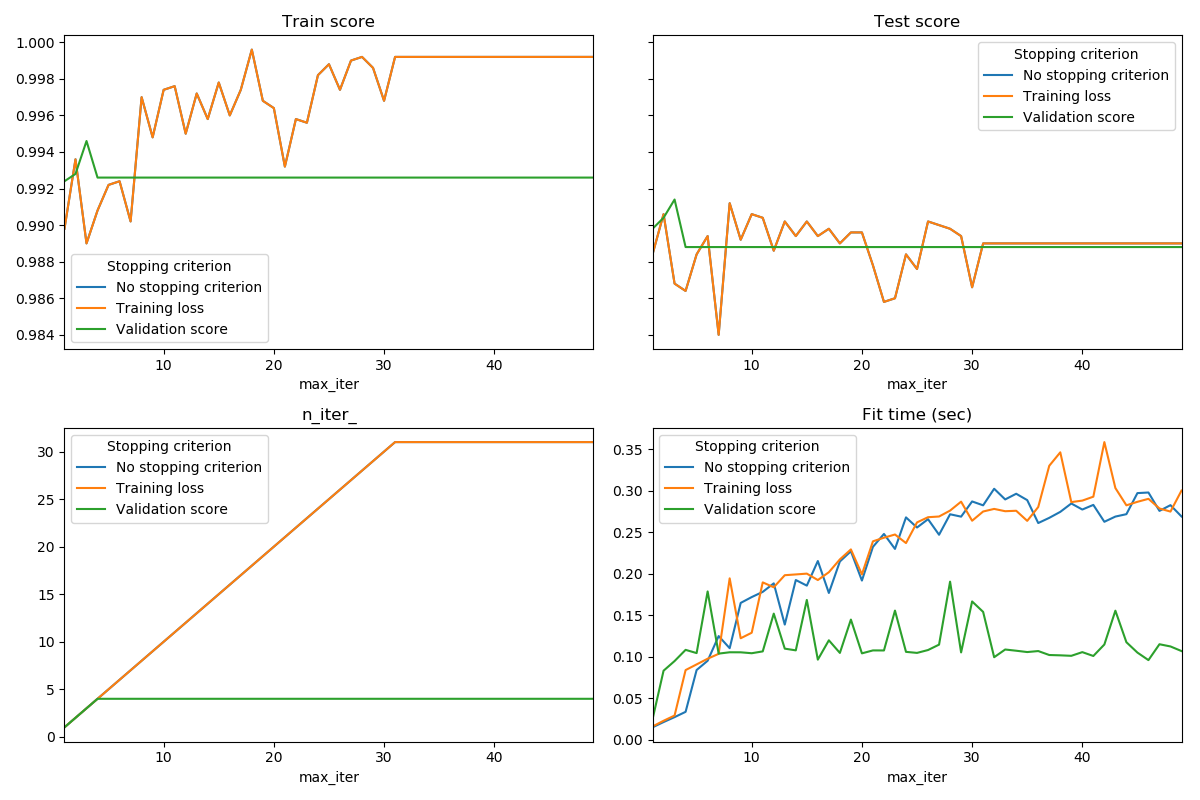 Train score
1.000
0.998
0.996
0.994
0.992
0.990
0.988
0.986
0.984
Stopping criterion
No stopping criterion
Training loss
Validation score
10 20 30 40
max_iter
Test score
Stopping criterion
No stopping criterion
Training loss
Validation score
10 20 30 40
max_iter
n_iter_
30
25
20
15
10
5
0
Stopping criterion
No stopping criterion
Training loss
Validation score
10 20 30 40
max_iter
Fit time (sec)
0.35
0.30
0.25
0.20
0.15
0.10
0.05
0.00
Stopping criterion
No stopping criterion
Training loss
Validation score
10 20 30 40
max_iter